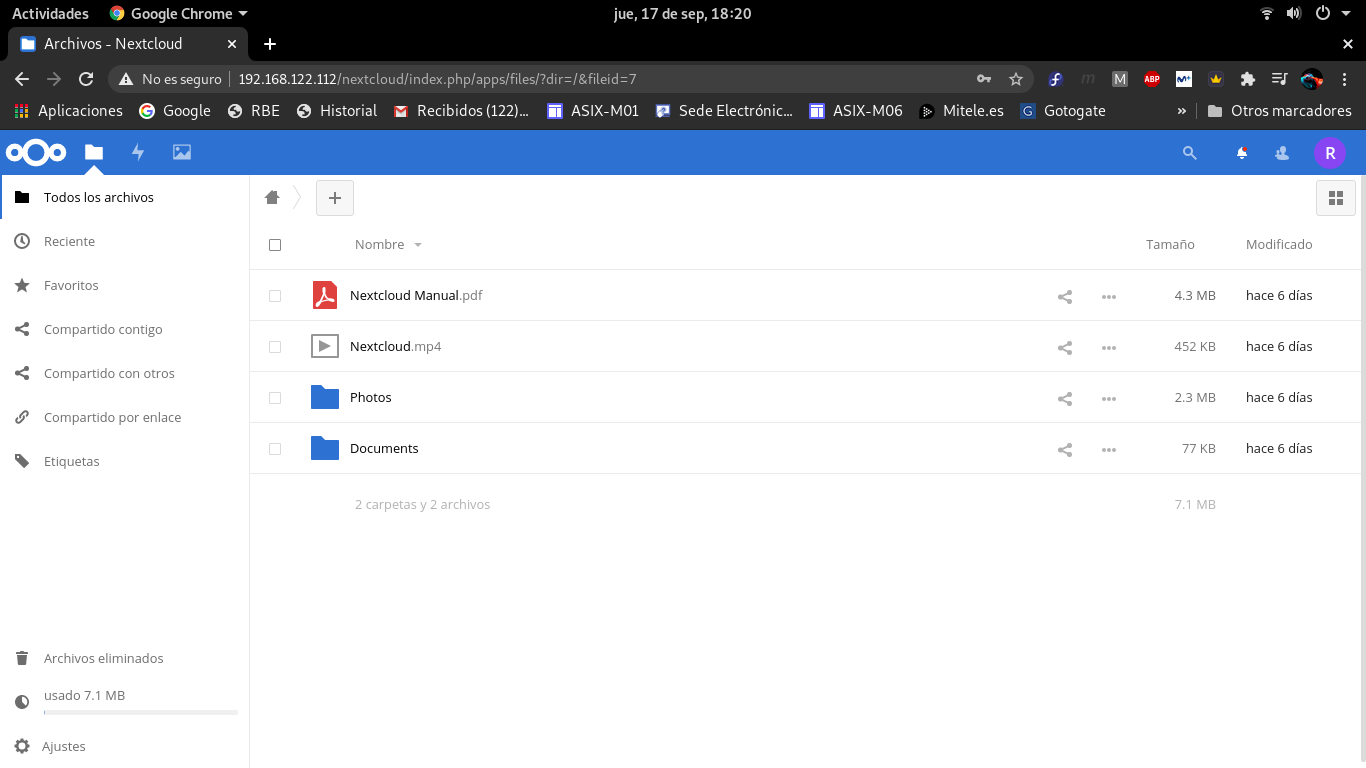 Actividades Google Chrome jue, 17 de sep, 18:20
Archivos - Nextcloud
No es seguro 192.168.122.112/nextcloud/index.php/apps/files/?dir=/&fileid=7
m M ABP M+
Aplicaciones Google RBE Historial Recibidos (122)... ASIX-M01 Sede Electrónic... ASIX-M06 Mitele.es G Gotogate » Otros marcadores
R
Todos los archivos
Reciente
Favoritos
Compartido contigo
Compartido con otros
Compartido por enlace
Etiquetas
Archivos eliminados
usado 7.1 MB
Ajustes
Nombre Tamaño Modificado
Nextcloud Manual.pdf 4.3 MB hace 6 días
Nextcloud.mp4 452 KB hace 6 días
Photos 2.3 MB hace 6 días
Documents 77 KB hace 6 días
2 carpetas y 2 archivos 7.1 MB